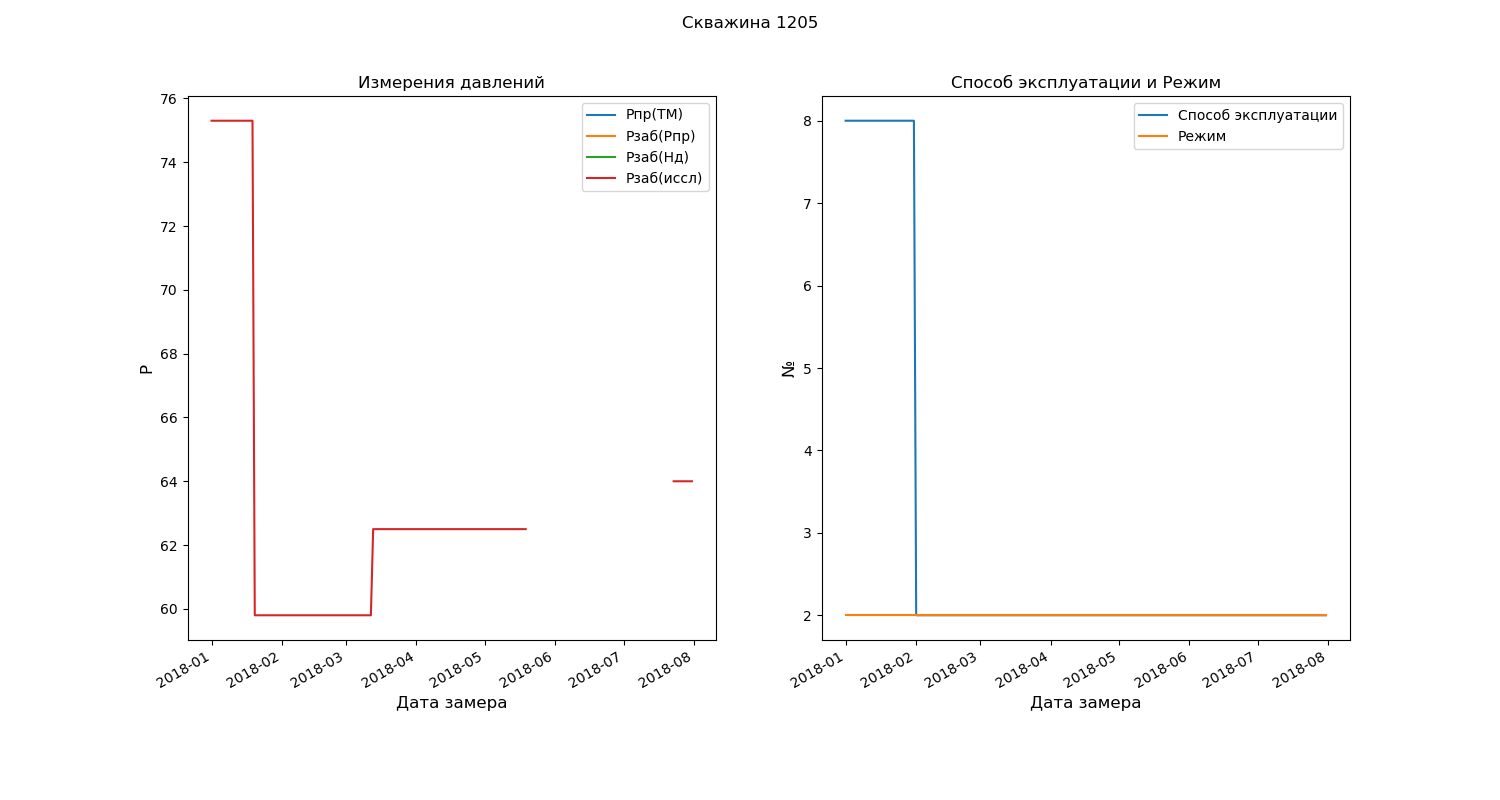 Скважина 1205
Измерения давлений
76
74
72
70
68
66
64
62
60
P
Рпр(ТМ)
Рзаб(Рпр)
Рзаб(Нд)
Рзаб(иссл)
2018-01
2018-02
2018-03
2018-04
2018-05
2018-06
2018-07
2018-08
Дата замера
Способ эксплуатации и Режим
8
7
6
5
4
3
2
№
Способ эксплуатации
Режим
2018-01
2018-02
2018-03
2018-04
2018-05
2018-06
2018-07
2018-08
Дата замера